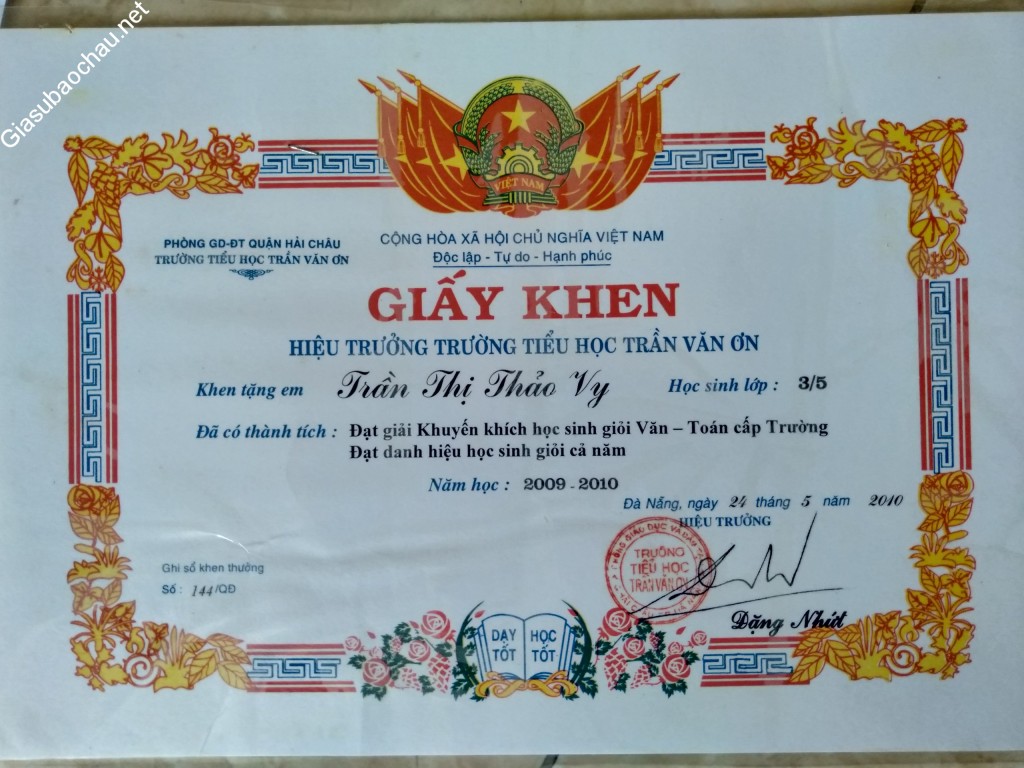 Giasubaochau.net
VIỆT NAM
PHÒNG GD-ĐT QUẬN HẢI CHÂU
TRƯỜNG TIỂU HỌC TRẦN VĂN ƠN
CỘNG HÒA XÃ HỘI CHỦ NGHĨA VIỆT NAM
Độc lập - Tự do - Hạnh phúc
GIẤY KHEN
HIỆU TRƯỞNG TRƯỜNG TIỂU HỌC TRẦN VĂN ƠN
Khen tặng em Trần Thị Thảo Vy Học sinh lớp : 3/5
Đã có thành tích : Đạt giải Khuyến khích học sinh giỏi Văn – Toán cấp Trường
Đạt danh hiệu học sinh giỏi cả năm
Năm học : 2009 - 2010
Đà Nẵng, ngày 24 tháng 5 năm 2010
HIỆU TRƯỞNG
TRƯỜNG
TIỂU HỌC
TRẦN VĂN ƠN
Đặng Nhứt
Ghi sổ khen thưởng
Số : 144/QĐ
DẠY TỐT
HỌC TỐT